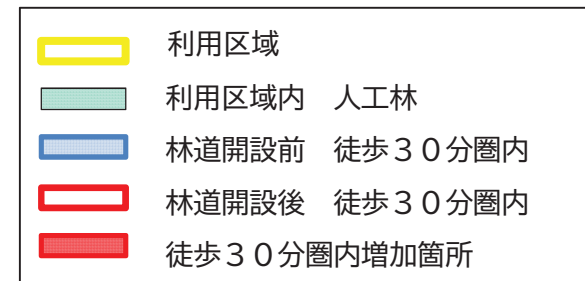 利用区域
利用区域内　人工林
林道開設前　徒歩３０分圏内
林道開設後　徒歩３０分圏内
徒歩３０分圏内増加箇所